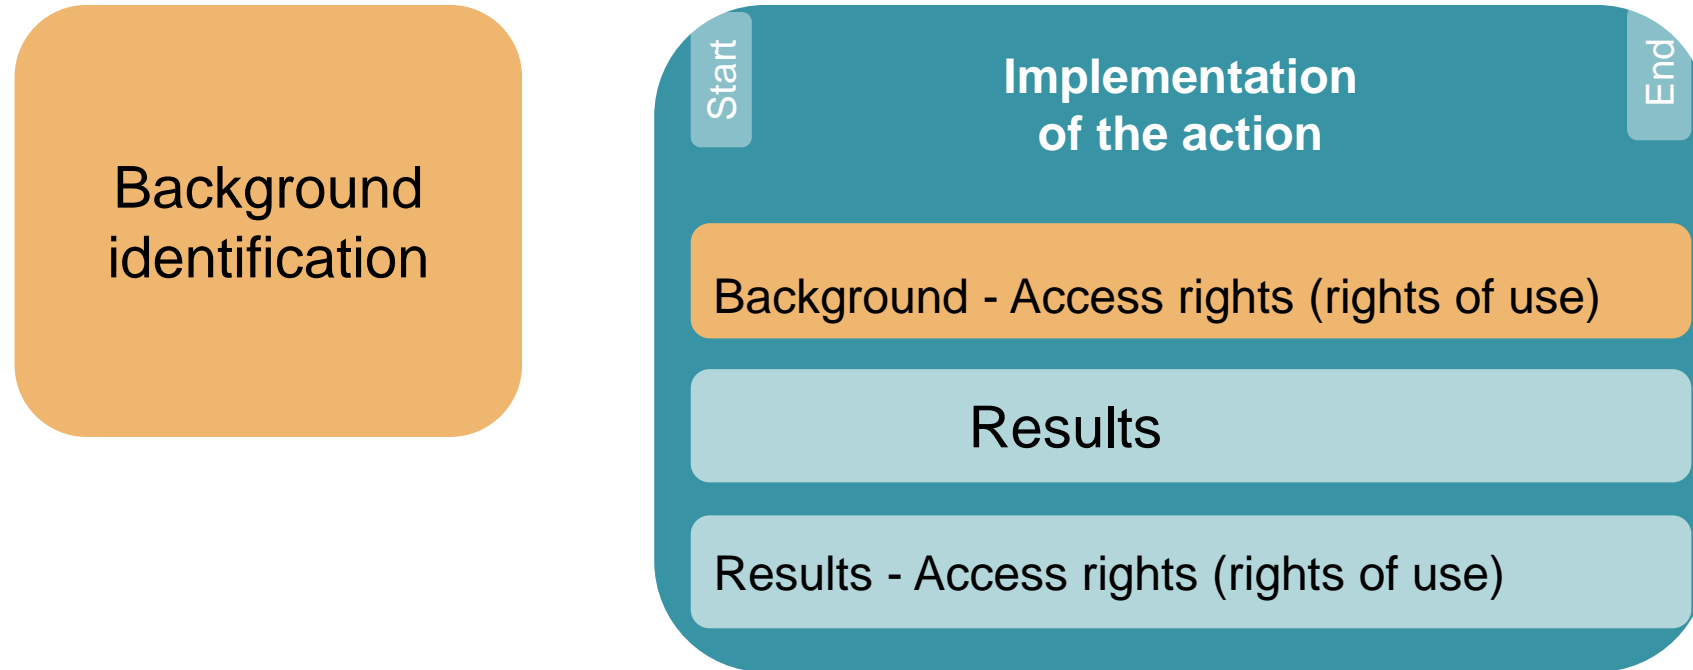 Background
identification
Start
Implementation
of the action
End
Background - Access rights (rights of use)
Results
Results - Access rights (rights of use)